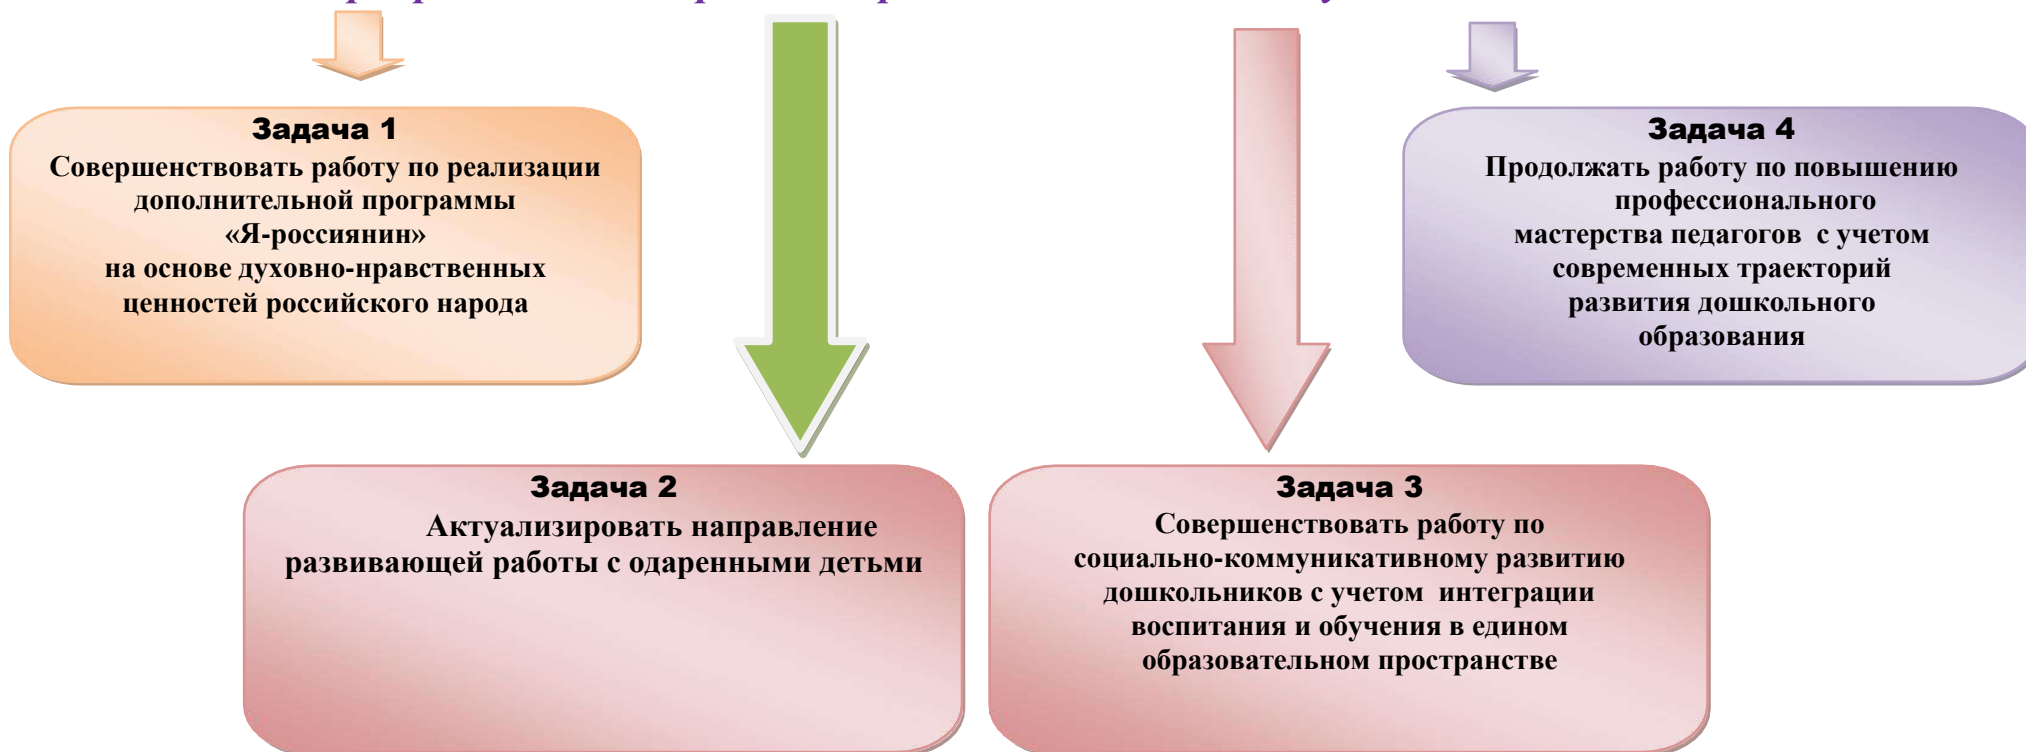 Задача 1
Совершенствовать работу по реализации
дополнительной программы
«Я-россиянин»
на основе духовно-нравственных
ценностей российского народа
Задача 4
Продолжать работу по повышению
профессионального
мастерства педагогов с учетом
современных траекторий
развития дошкольного
образования
Задача 2
Актуализировать направление
развивающей работы с одаренными детьми
Задача 3
Совершенствовать работу по
социально-коммуникативному развитию
дошкольников с учетом интеграции
воспитания и обучения в едином
образовательном пространстве